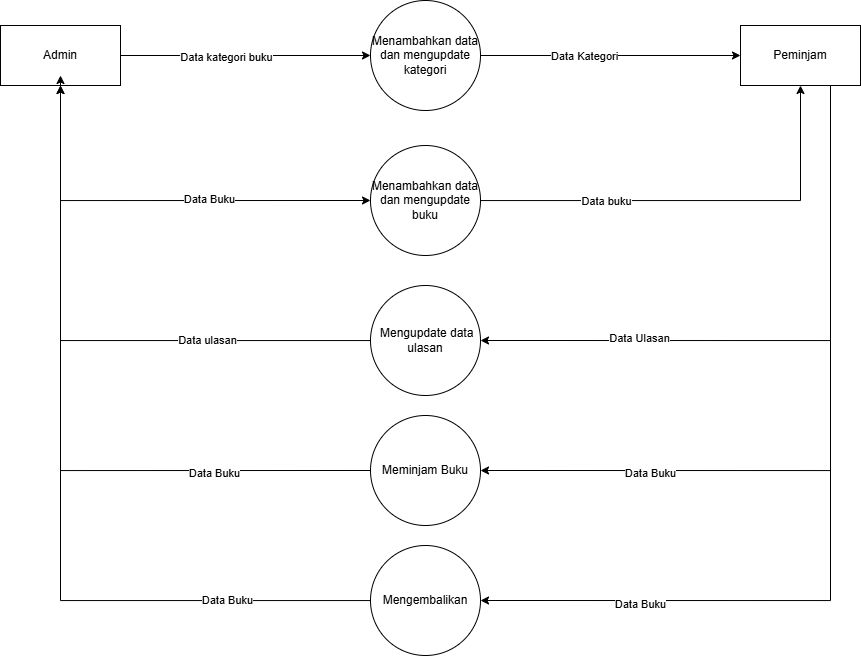 Admin
Data kategori buku
Menambahkan data
dan mengupdate
kategori
Data Kategori
Peminjam
Data Buku
Menambahkan data
dan mengupdate
buku
Data buku
Data ulasan
Mengupdate data
ulasan
Data Ulasan
Data Buku
Meminjam Buku
Data Buku
Data Buku
Mengembalikan
Data Buku